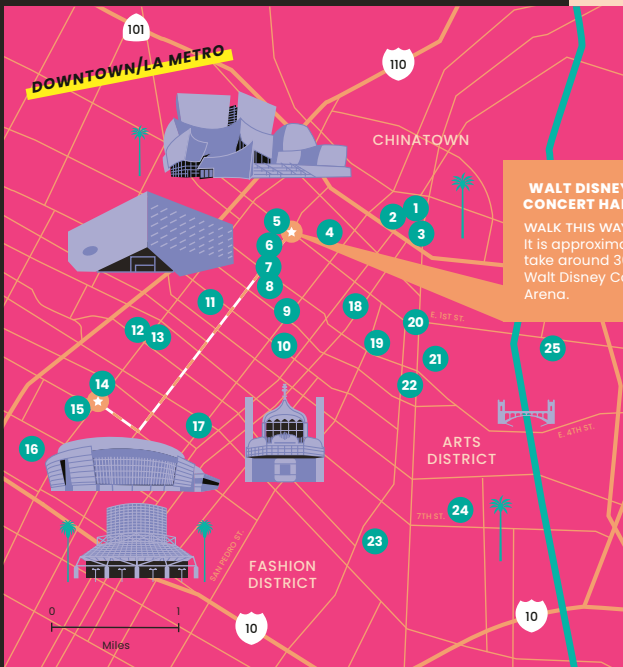 101
DOWNTOWN/LA METRO
110
CHINATOWN
WALT DISNEY
CONCERT HA
WALK THIS WAY
It is approxima
take around 3
Walt Disney Co
Arena.
1
2
3
4
5
6
7
8
9
10
11
12
13
14
15
16
17
18
19
20
E. 1ST ST.
21
22
25
E. 4TH ST.
ARTS
DISTRICT
7TH ST.
24
23
SAN PEDRO ST.
FASHION
DISTRICT
10
10
0 1
Miles